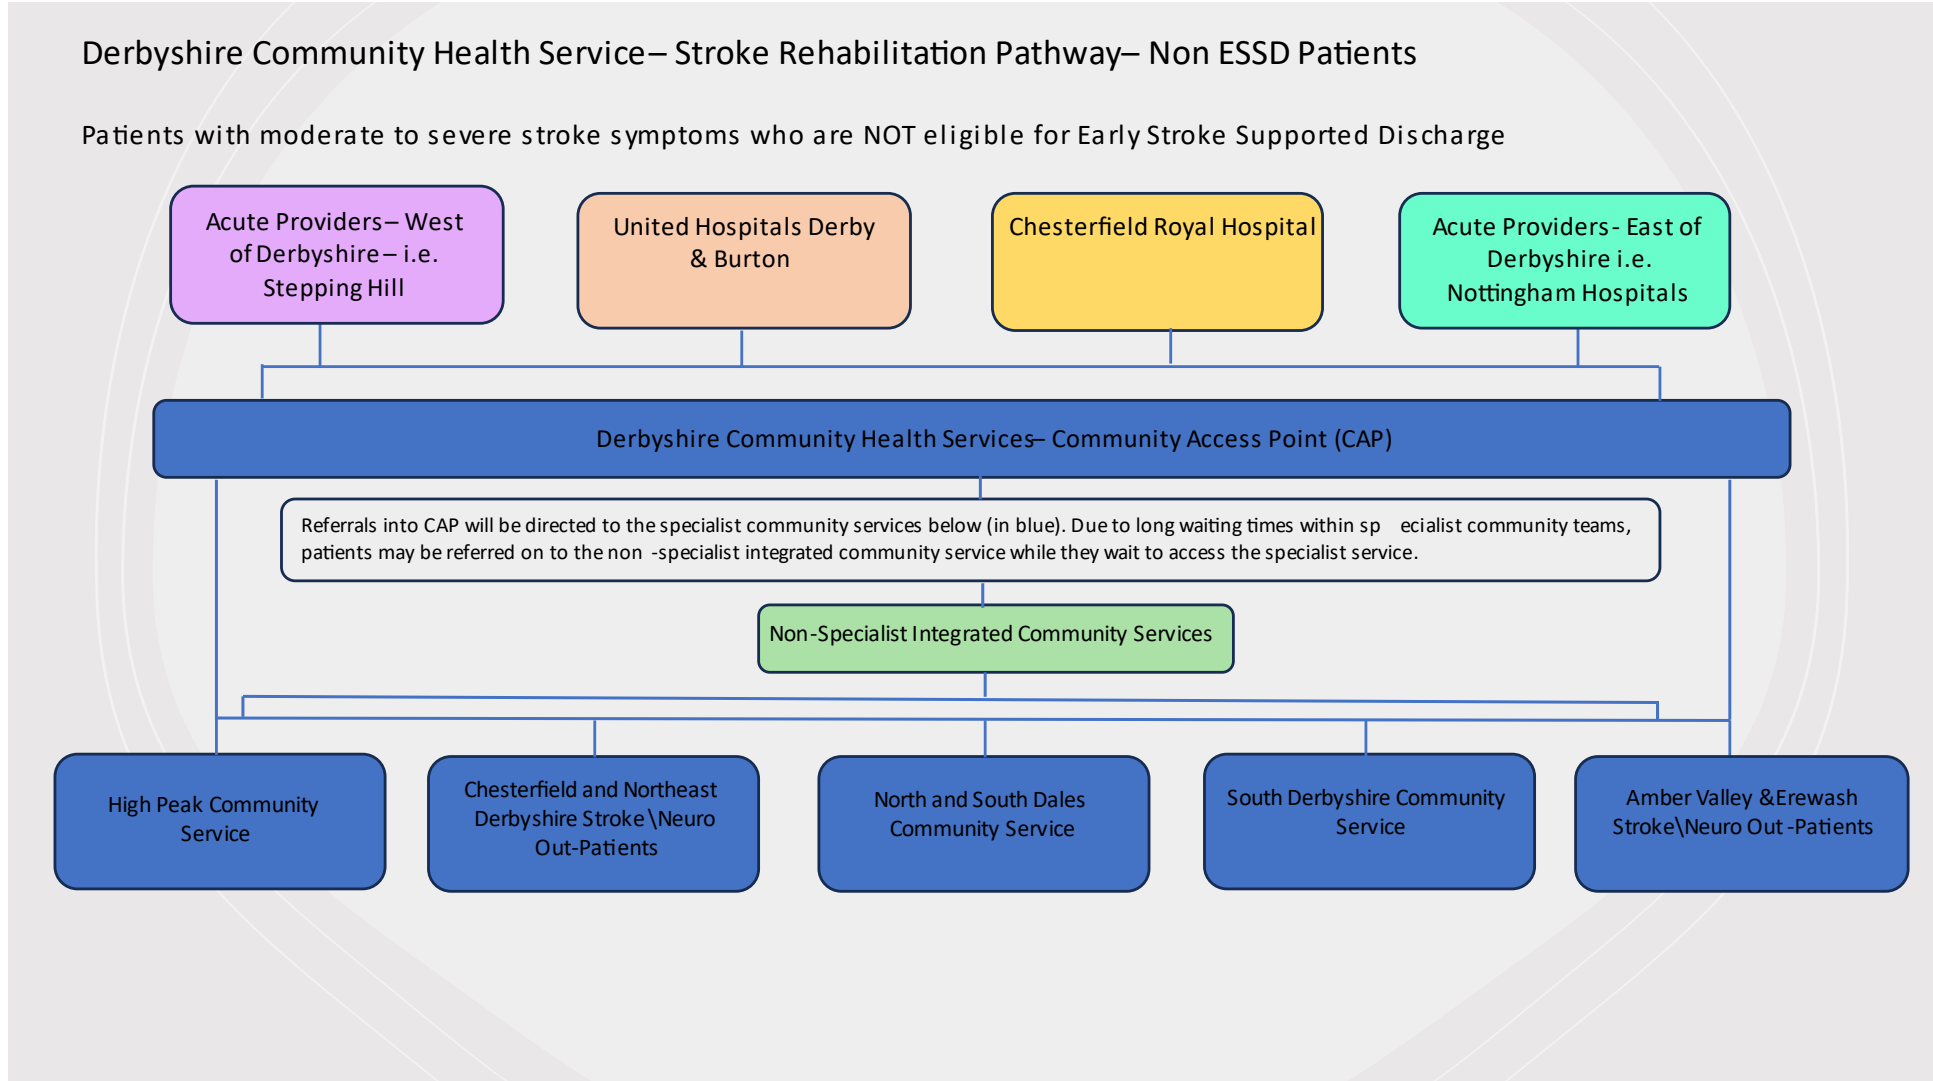 Derbyshire Community Health Service– Stroke Rehabilitation Pathway– Non ESSD Patients
Patients with moderate to severe stroke symptoms who are NOT eligible for Early Stroke Supported Discharge
Acute Providers– West
of Derbyshire– i.e.
Stepping Hill
United Hospitals Derby
& Burton
Chesterfield Royal Hospital
Acute Providers- East of
Derbyshire i.e.
Nottingham Hospitals
Derbyshire Community Health Services– Community Access Point (CAP)
Referrals into CAP will be directed to the specialist community services below (in blue). Due to long waiting times within sp ecialist community teams,
patients may be referred on to the non -specialist integrated community service while they wait to access the specialist service.
Non-Specialist Integrated Community Services
High Peak Community
Service
Chesterfield and Northeast
Derbyshire Stroke\Neuro
Out-Patients
North and South Dales
Community Service
South Derbyshire Community
Service
Amber Valley &Erewash
Stroke\Neuro Out -Patients